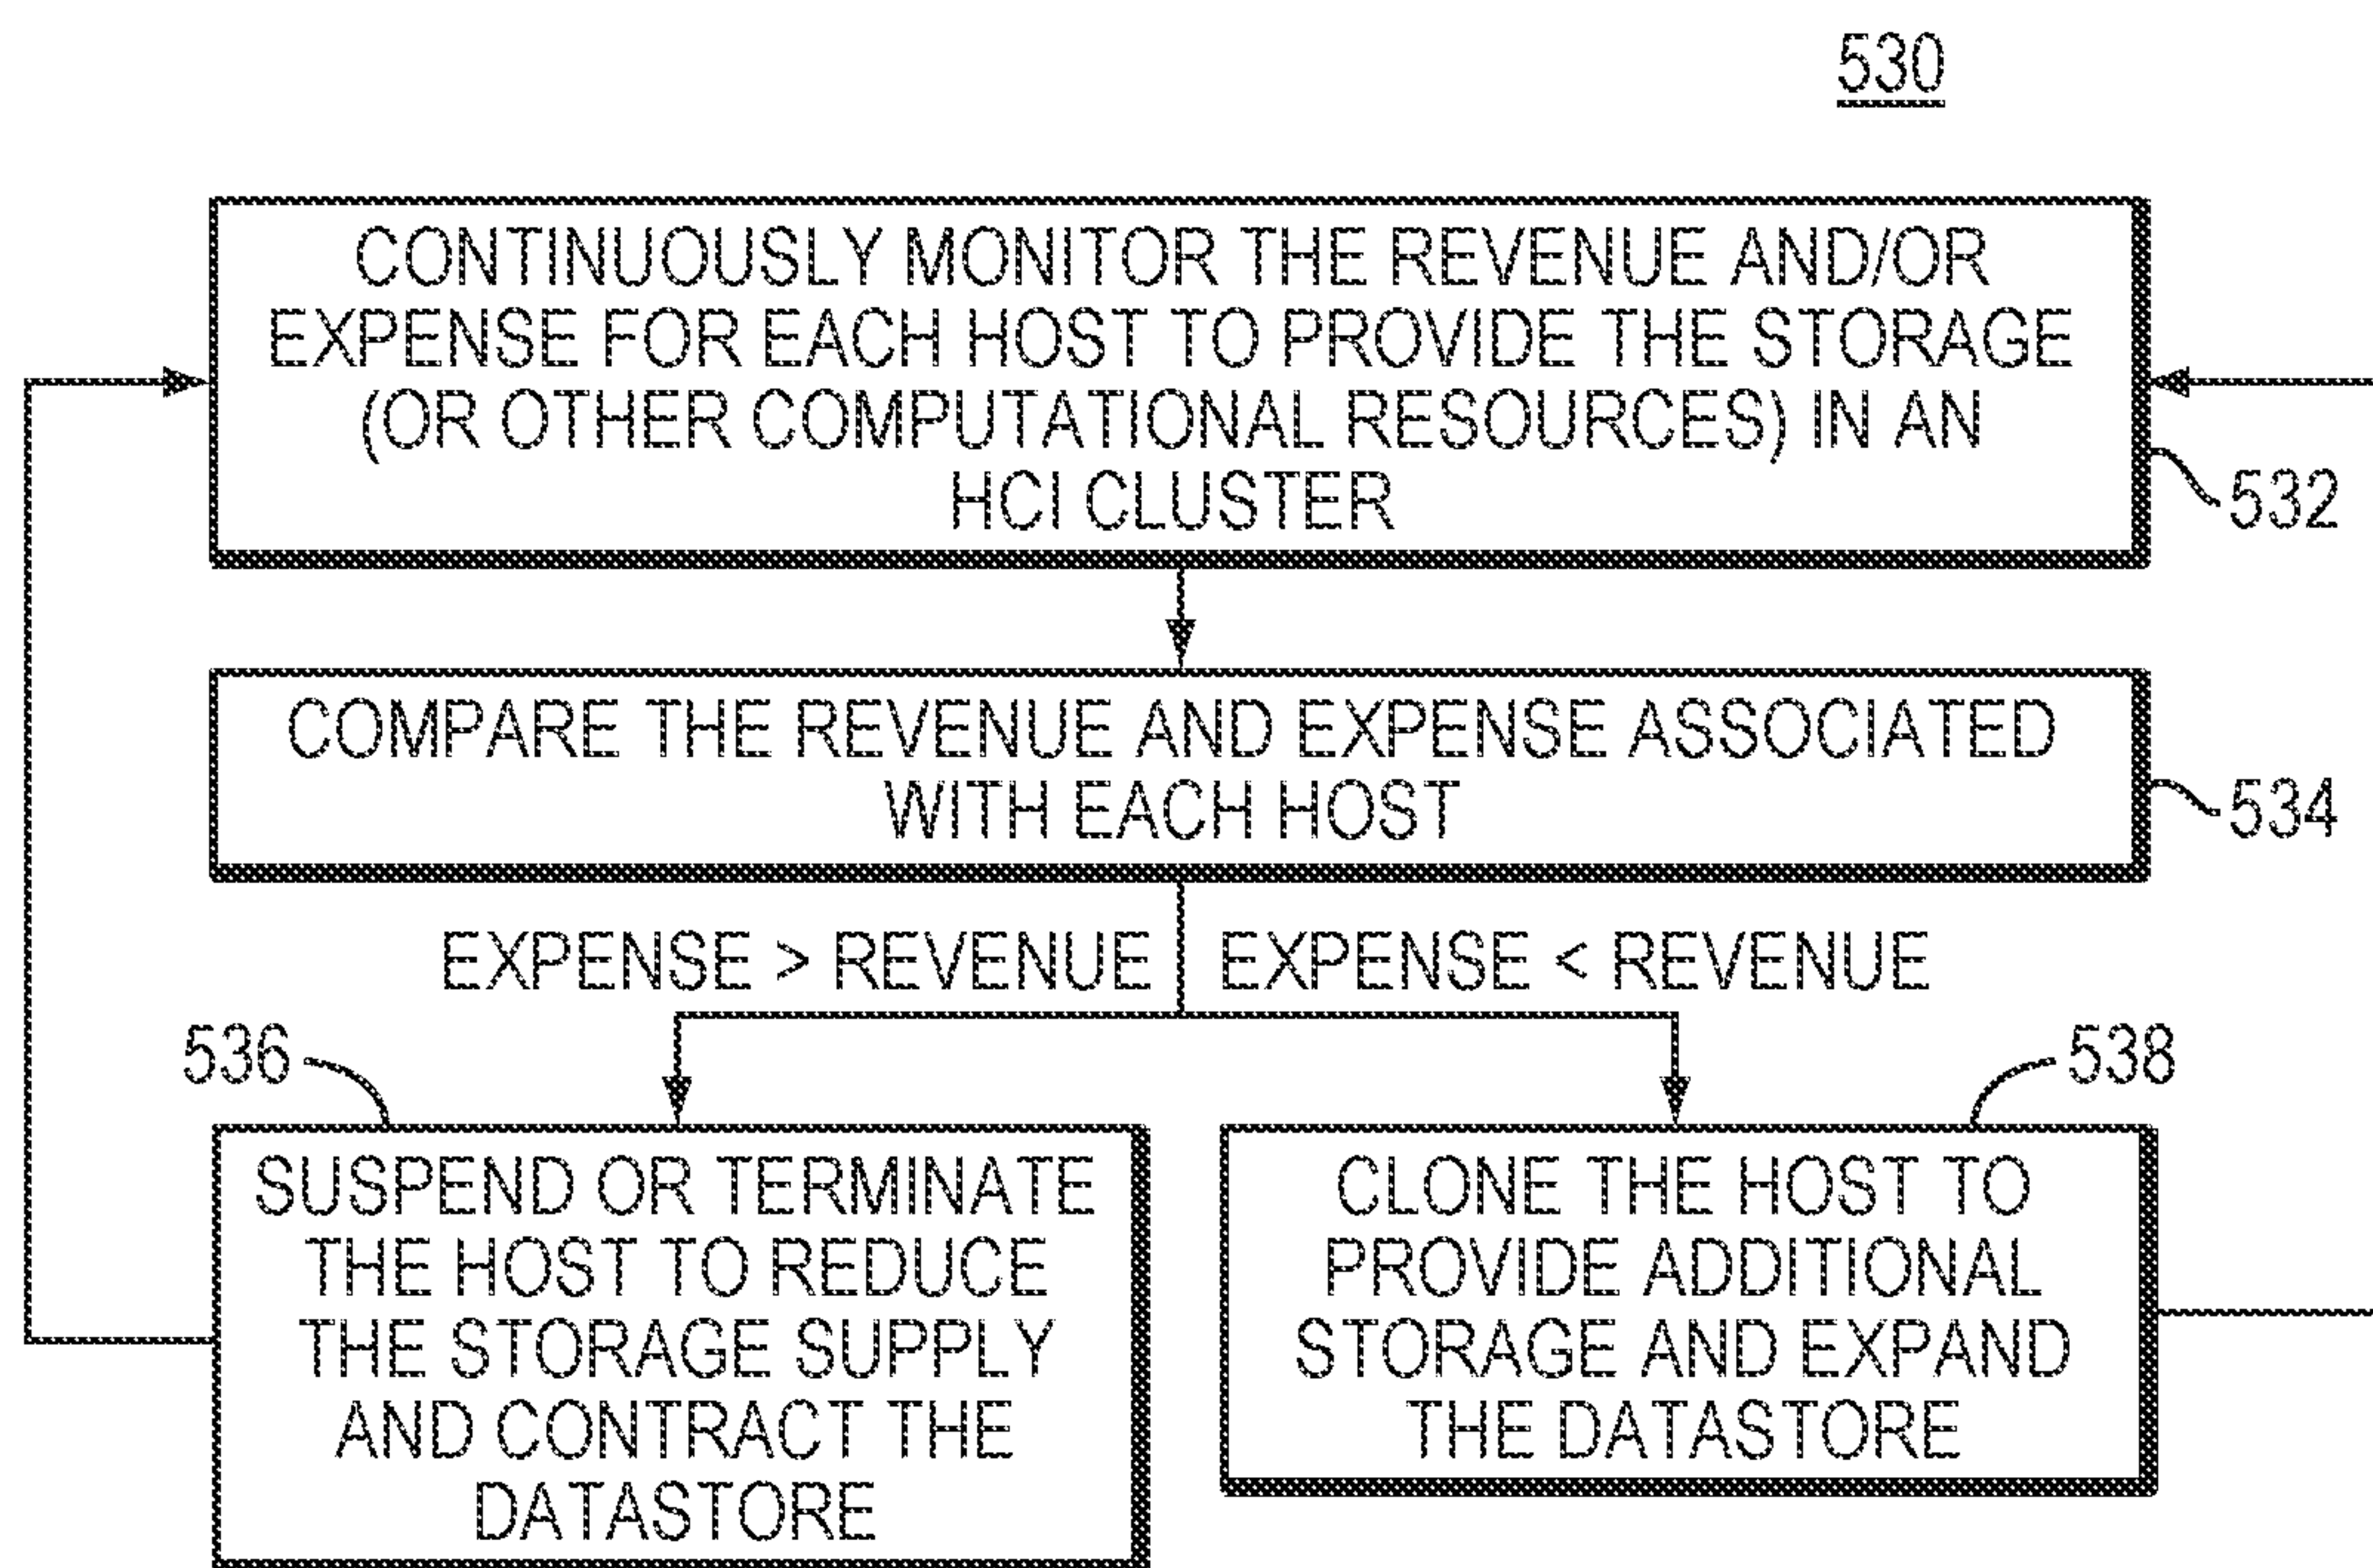 530
CONTINUOUSLY MONITOR THE REVENUE AND/OR
EXPENSE FOR EACH HOST TO PROVIDE THE STORAGE
(OR OTHER COMPUTATIONAL RESOURCES) IN AN
HCI CLUSTER
532
COMPARE THE REVENUE AND EXPENSE ASSOCIATED
WITH EACH HOST
534
EXPENSE > REVENUE
EXPENSE < REVENUE
536
SUSPEND OR TERMINATE
THE HOST TO REDUCE
THE STORAGE SUPPLY
AND CONTRACT THE
DATASTORE
538
CLONE THE HOST TO
PROVIDE ADDITIONAL
STORAGE AND EXPAND
THE DATASTORE